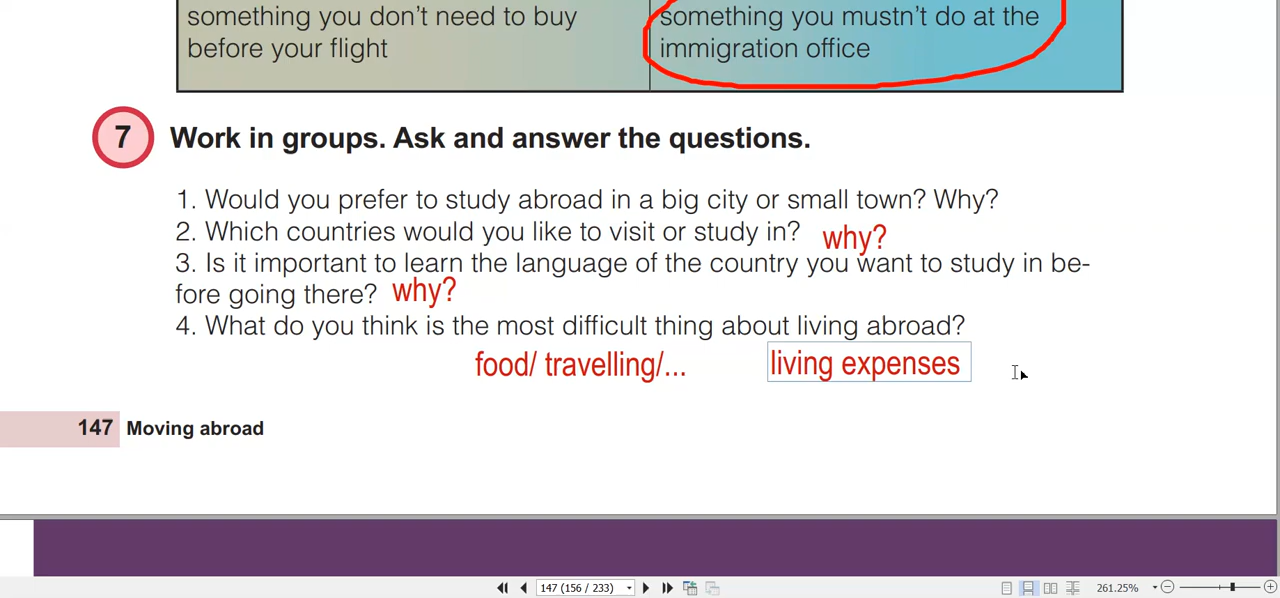 something you don't need to buy
before your flight
something you mustn't do at the
immigration office
7 Work in groups. Ask and answer the questions.
1. Would you prefer to study abroad in a big city or small town? Why?
2. Which countries would you like to visit or study in? why?
3. Is it important to learn the language of the country you want to study in be-
fore going there? why?
4. What do you think is the most difficult thing about living abroad?
food/ travelling/... living expenses
147 Moving abroad
147 (156 / 233)
261.25%